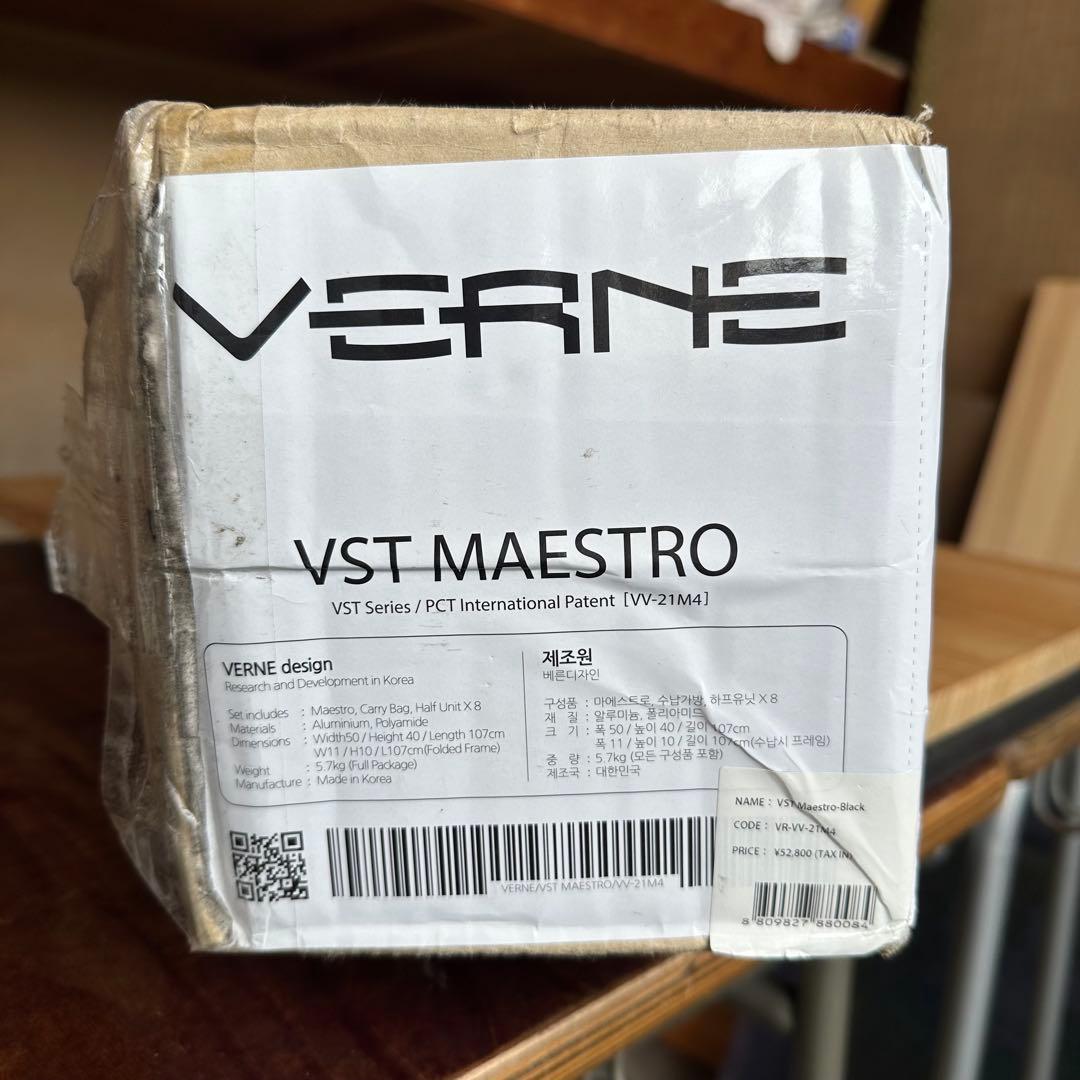 VERNE
VST MAESTRO
VST Series / PCT International Patent [VV-21M4]
VERNE design
Research and Development in Korea
Set includes : Maestro, Carry Bag, Half Unit X 8
Materials : Aluminium, Polyamide
Dimensions : Width50 / Height 40 / Length 107cm
W11 / H10 / L107cm(Folded Frame)
Weight : 5.7kg (Full Package)
Manufacture : Made in Korea
제조원
베른디자인
구성품 : 마에스트로, 수납가방, 하프유닛 X 8
재 질 : 알루미늄, 폴리아미드
크 기 : 폭 50 / 높이 40 / 길이 107cm
폭 11 / 높이 10 / 길이 107cm(수납시 프레임)
중 량 : 5.7kg (모든 구성품 포함)
제조국 : 대한민국
VERNE/VST MAESTRO/VV-21M4
NAME : VST Maestro-Black
CODE : VR-VV-21M4
PRICE : ¥52,800 (TAX IN)
8 809827 880084